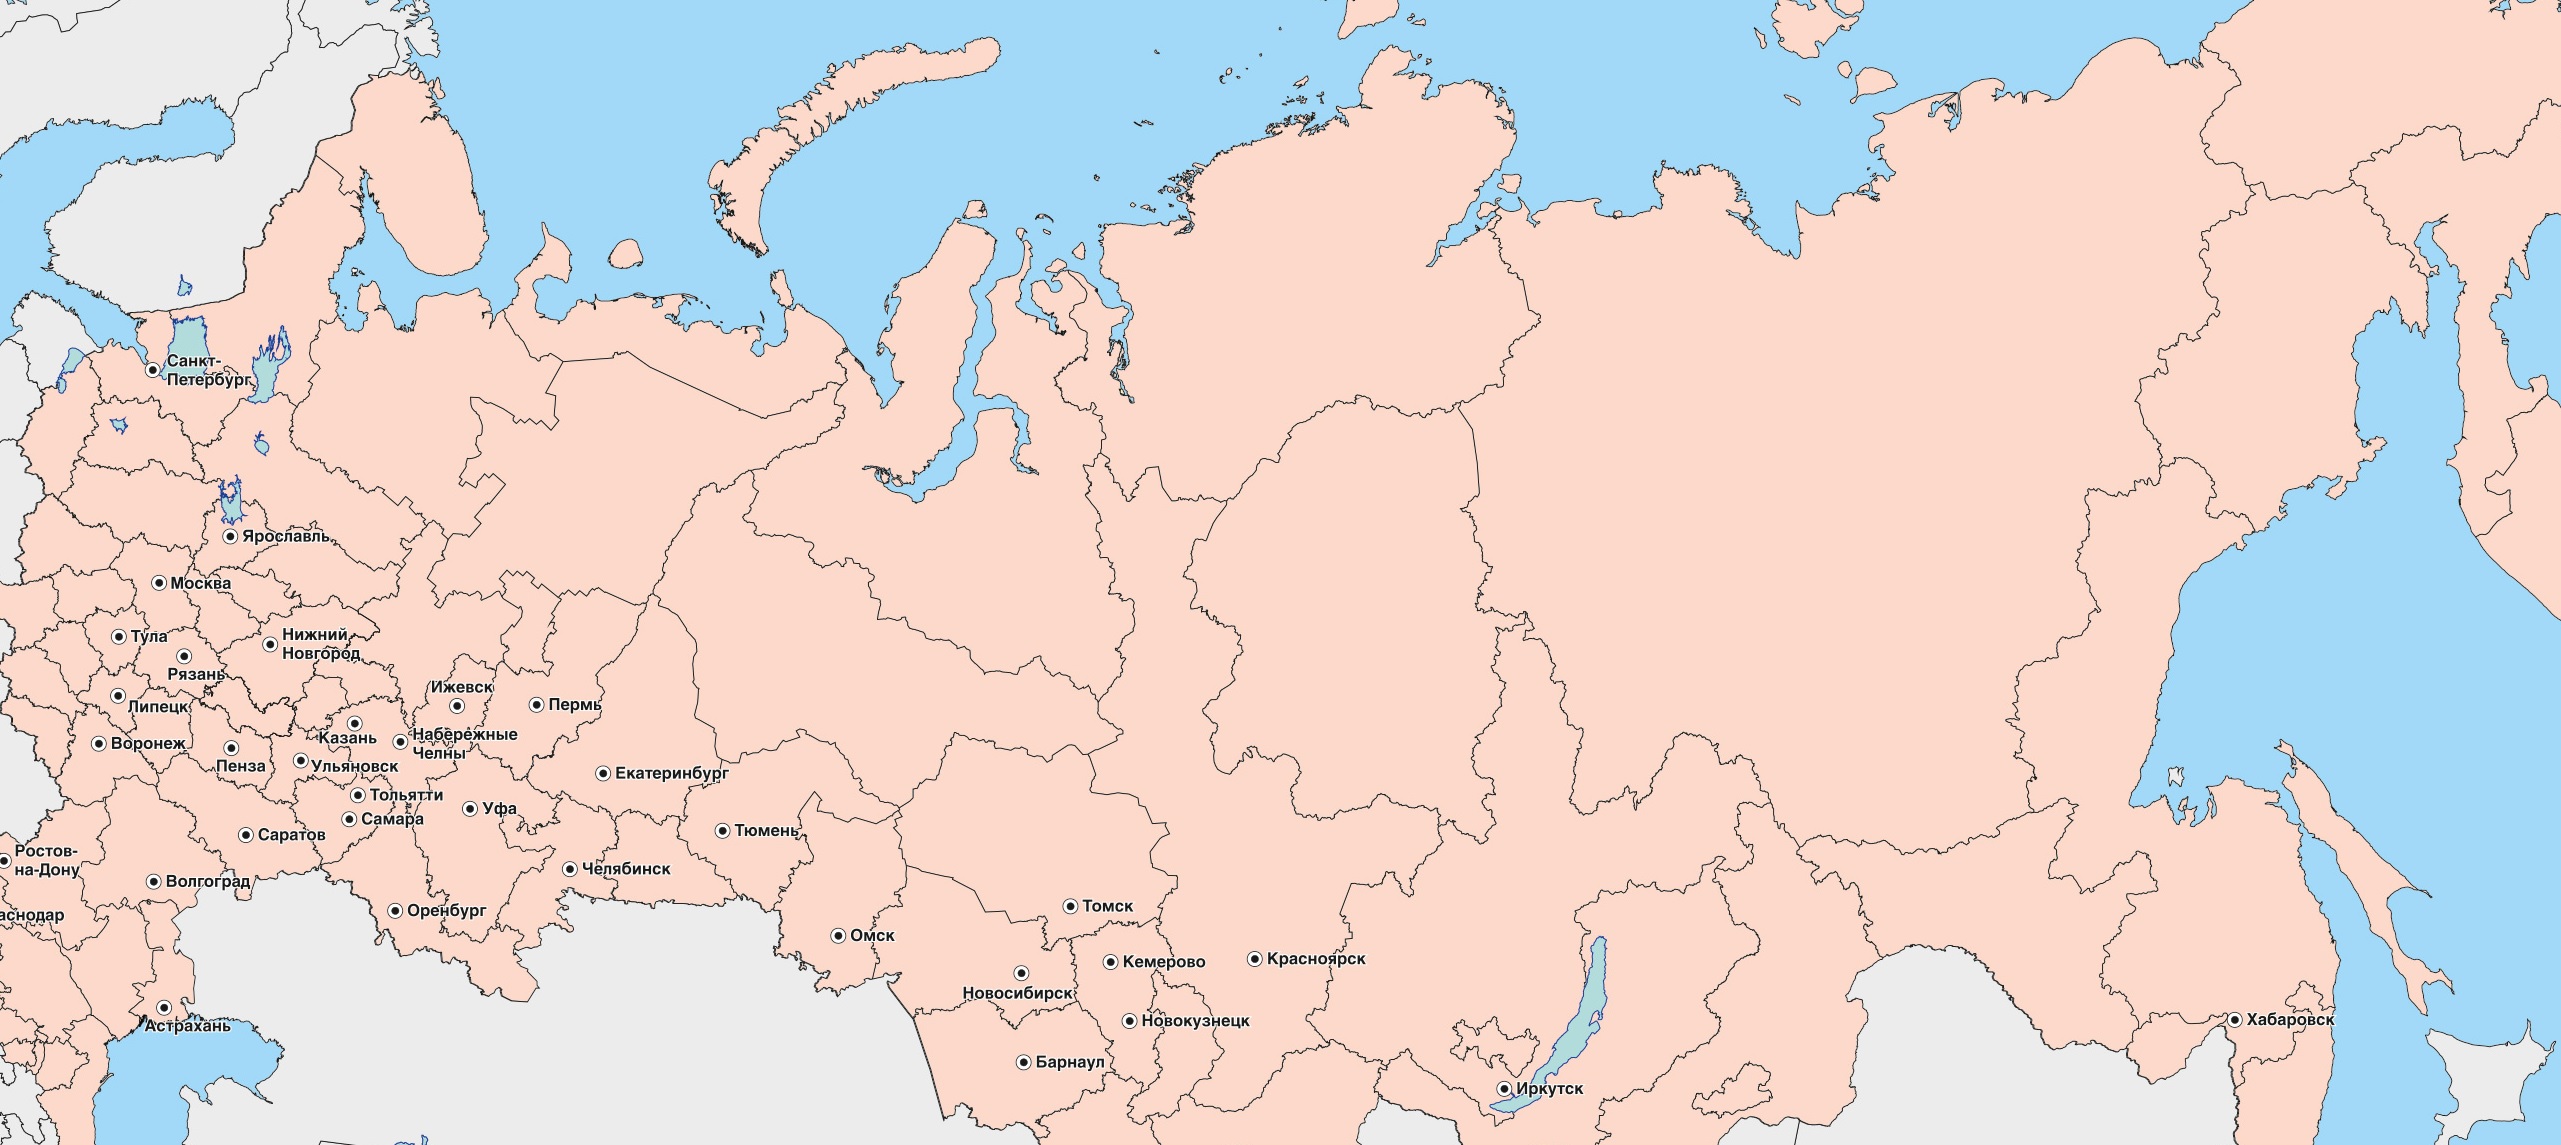 Санкт-
Петербург
Ярославль
Москва
Тула
Нижний
Новгород
Рязань
Ижевск
Пермь
Липецк
Казань
Набережные
Челны
Воронеж
Пенза
Ульяновск
Екатеринбург
Тольятти
Уфа
Самара
Саратов
Тюмень
Ростов-
на-Дону
Челябинск
Волгоград
Оренбург
Томск
аснодар
Омск
Кемерово
Красноярск
Новосибирск
Астрахань
Новокузнецк
Хабаровск
Барнаул
Иркутск